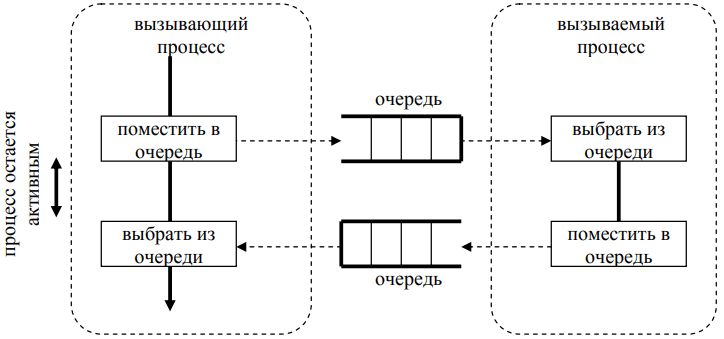 вызывающий
процесс
вызываемый
процесс
процесс остается
активным
очередь
поместить в
очередь
выбрать из
очереди
выбрать из
очереди
поместить в
очередь
очередь